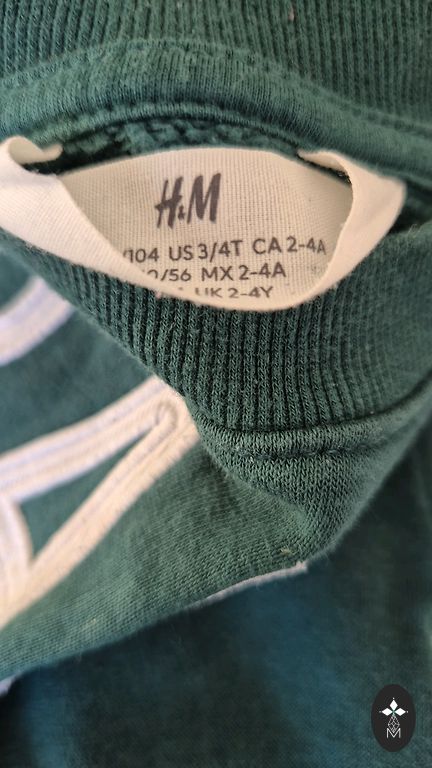 H&M
/104 US 3/4T CA 2-4A
/56 MX 2-4A
UK 2-4Y
M